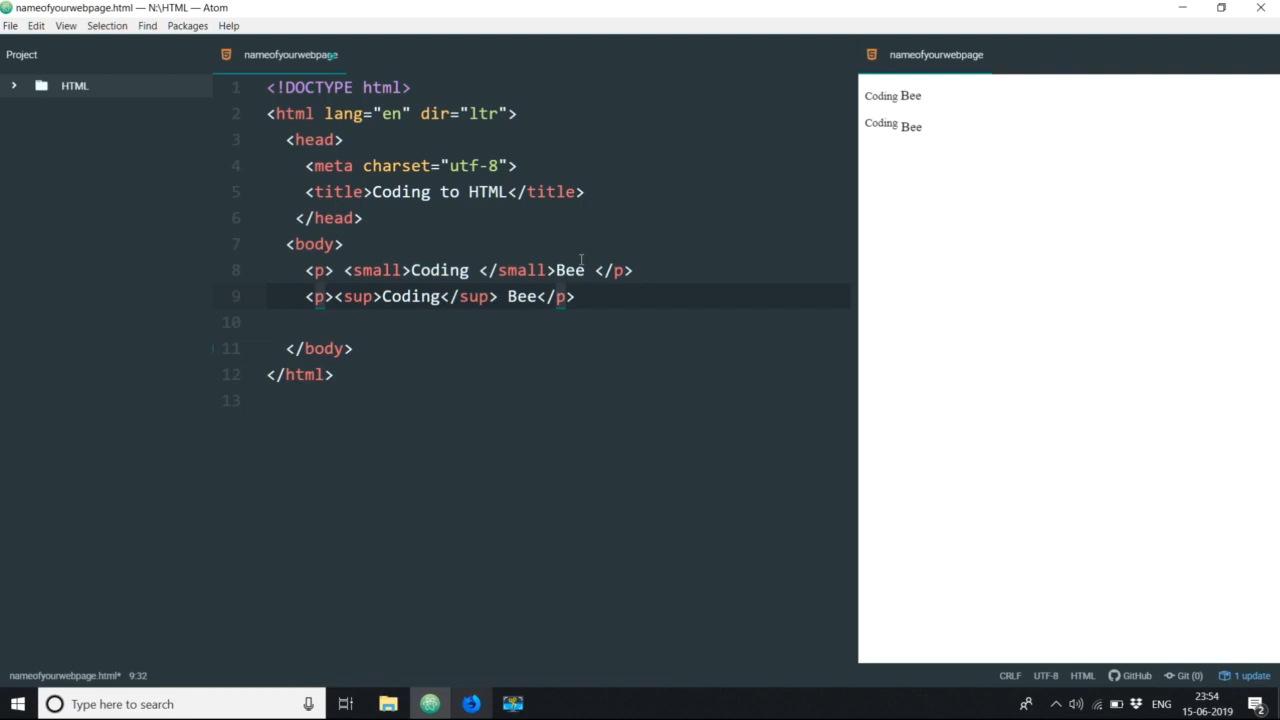 nameofyourwebpage.html — N:\HTML — Atom
File Edit View Selection Find Packages Help
Project
HTML
nameofyourwebpage
1 <!DOCTYPE html>
2 <html lang="en" dir="ltr">
3 <head>
4 <meta charset="utf-8">
5 <title>Coding to HTML</title>
6 </head>
7 <body>
8 <p> <small>Coding </small>Bee </p>
9 <p><sup>Coding</sup> Bee</p>
10
11 </body>
12 </html>
13
nameofyourwebpage
Coding Bee
Coding Bee
nameofyourwebpage.html* 9:32 CRLF UTF-8 HTML GitHub Git (0) 1 update
Type here to search
ENG
23:54
15-06-2019
2